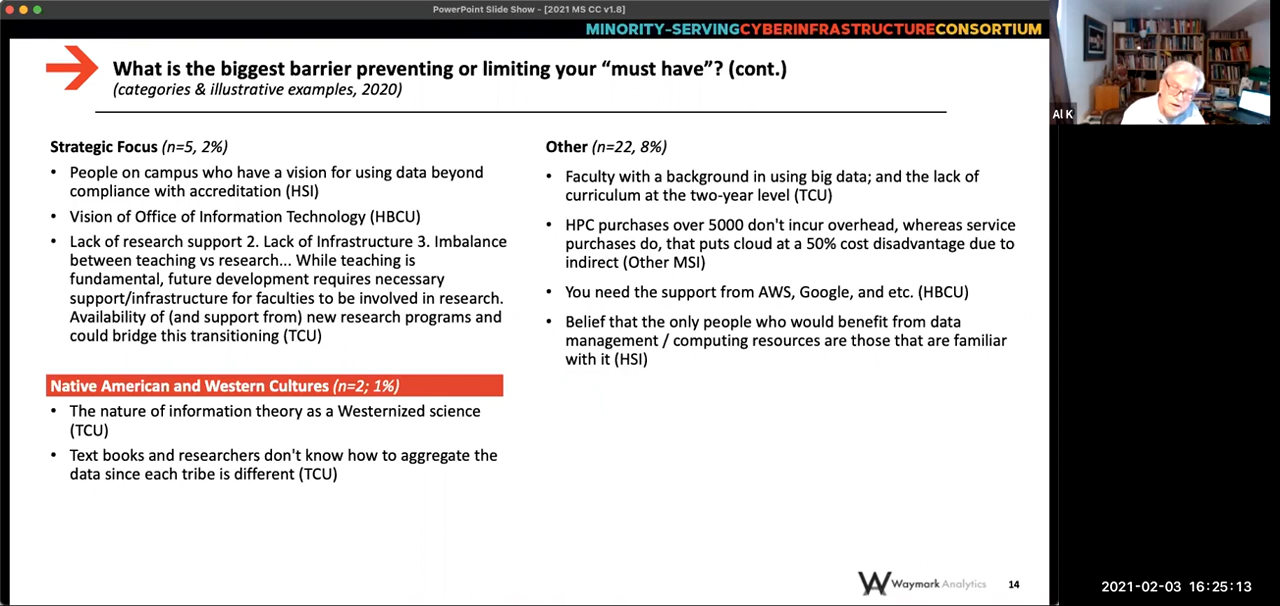 PowerPoint Slide Show - [2021 MS CC v1.8]
MINORITY-SERVINGCYBERINFRASTRUCTURECONSORTIUM
What is the biggest barrier preventing or limiting your “must have”? (cont.)
(categories & illustrative examples, 2020)
Strategic Focus (n=5, 2%)
• People on campus who have a vision for using data beyond
compliance with accreditation (HSI)
• Vision of Office of Information Technology (HBCU)
• Lack of research support 2. Lack of Infrastructure 3. Imbalance
between teaching vs research... While teaching is
fundamental, future development requires necessary
support/infrastructure for faculties to be involved in research.
Availability of (and support from) new research programs and
could bridge this transitioning (TCU)
Native American and Western Cultures (n=2; 1%)
• The nature of information theory as a Westernized science
(TCU)
• Text books and researchers don't know how to aggregate the
data since each tribe is different (TCU)
Other (n=22, 8%)
• Faculty with a background in using big data; and the lack of
curriculum at the two-year level (TCU)
• HPC purchases over 5000 don't incur overhead, whereas service
purchases do, that puts cloud at a 50% cost disadvantage due to
indirect (Other MSI)
• You need the support from AWS, Google, and etc. (HBCU)
• Belief that the only people who would benefit from data
management / computing resources are those that are familiar
with it (HSI)
Waymark Analytics
14
Al K
2021-02-03 16:25:13